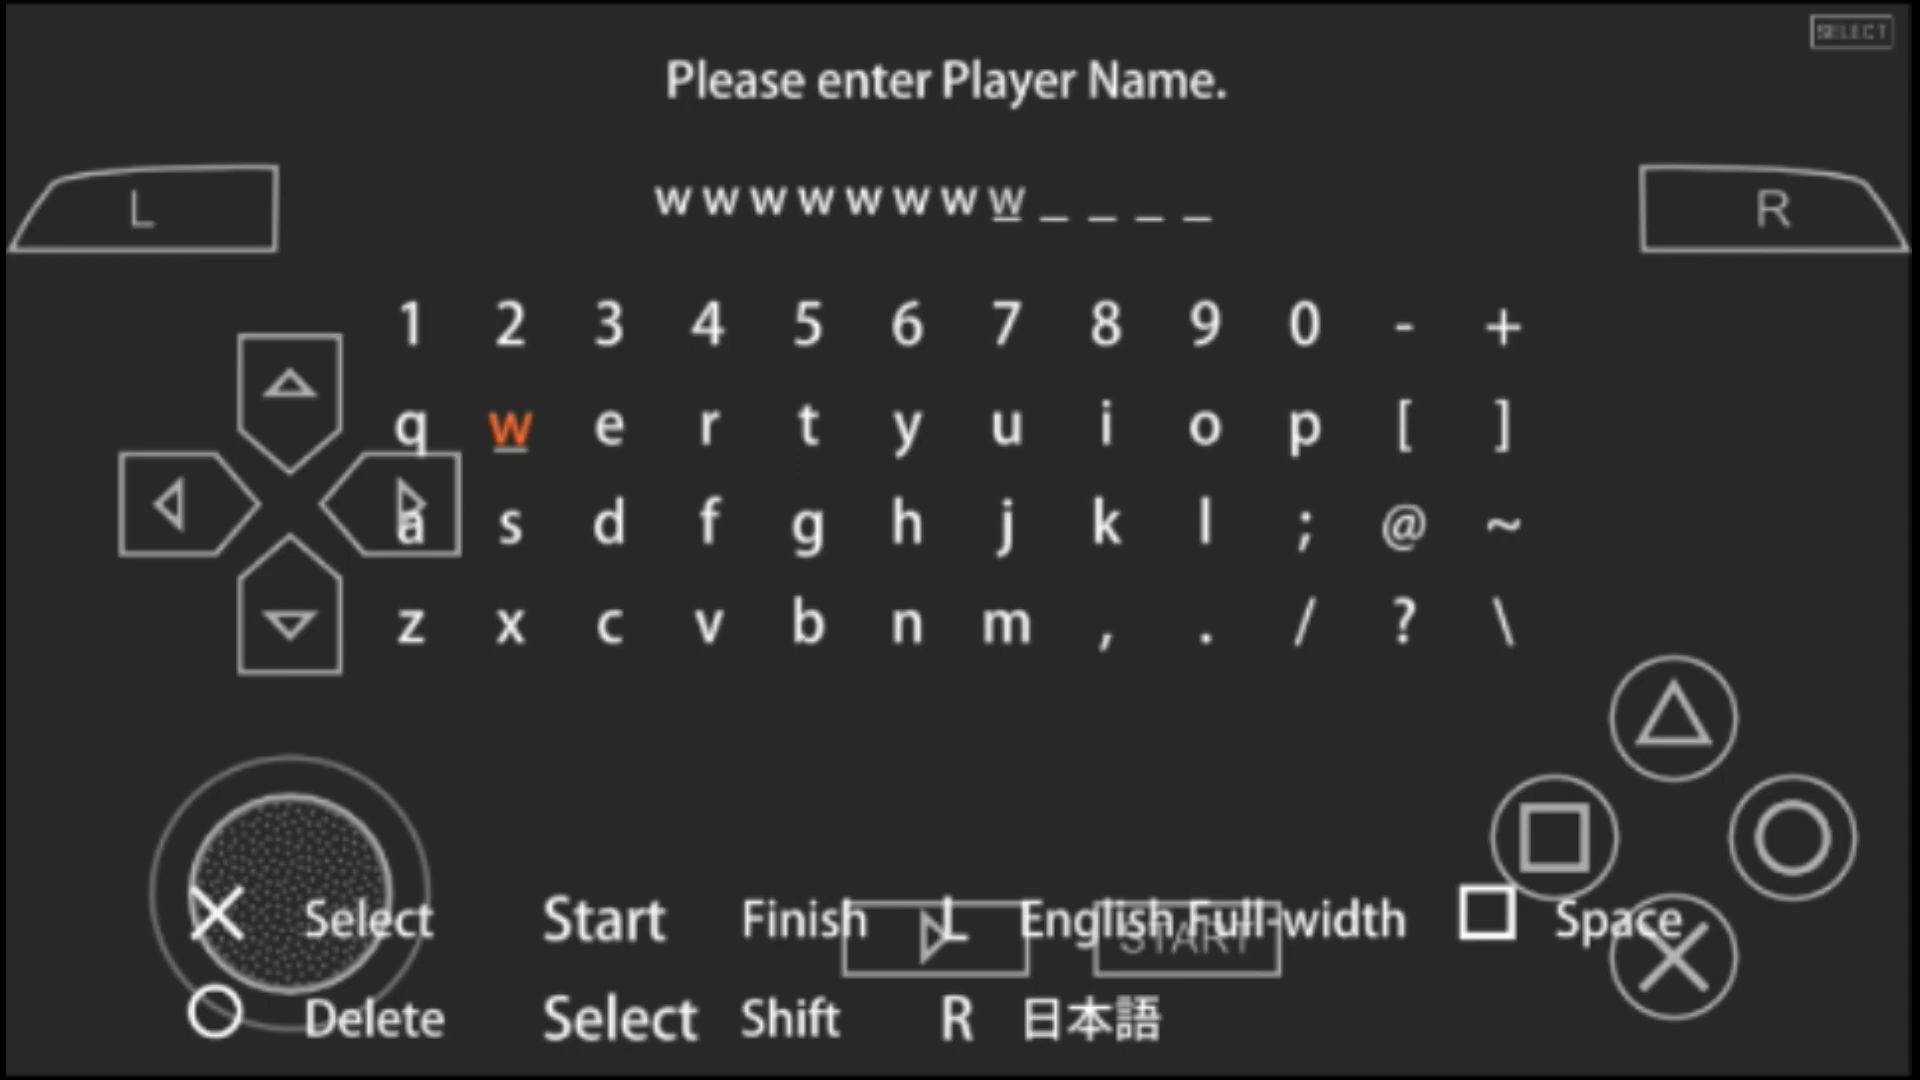 SELECT
Please enter Player Name.
L
wwwwwwww____
R
1 2 3 4 5 6 7 8 9 0 - +
q w e r t y u i o p [ ]
a s d f g h j k l ; @ ~
z x c v b n m , . / ? \
Select Start Finish L English Full-width Space
START
Delete Select Shift R 日本語